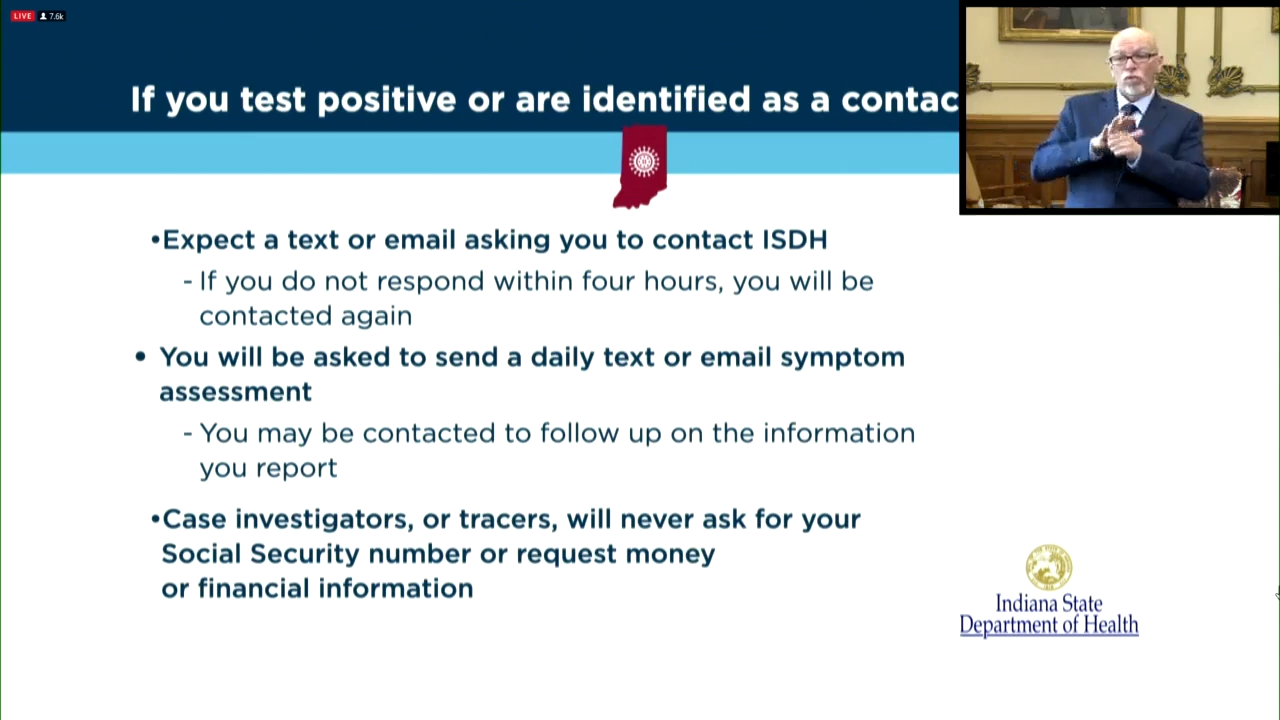 LIVE 7.6k
If you test positive or are identified as a contac
•Expect a text or email asking you to contact ISDH
- If you do not respond within four hours, you will be
contacted again
• You will be asked to send a daily text or email symptom
assessment
- You may be contacted to follow up on the information
you report
•Case investigators, or tracers, will never ask for your
Social Security number or request money
or financial information
Indiana State
Department of Health